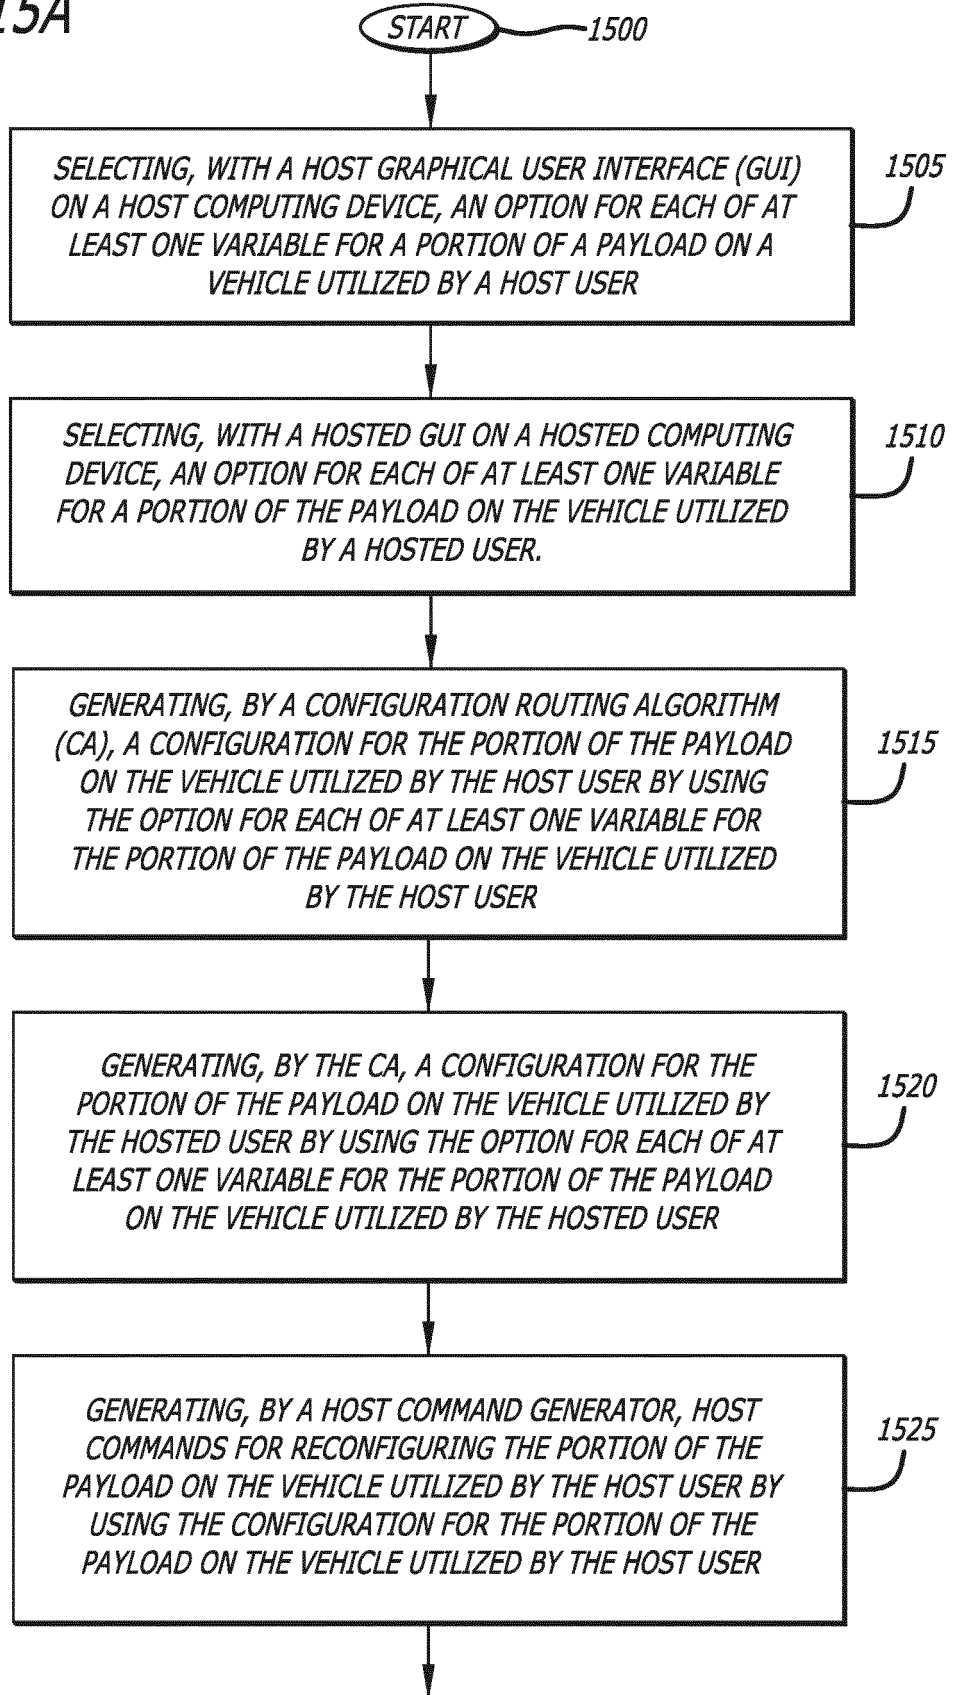 15A
START
1500
SELECTING, WITH A HOST GRAPHICAL USER INTERFACE (GUI)
ON A HOST COMPUTING DEVICE, AN OPTION FOR EACH OF AT
LEAST ONE VARIABLE FOR A PORTION OF A PAYLOAD ON A
VEHICLE UTILIZED BY A HOST USER
1505
SELECTING, WITH A HOSTED GUI ON A HOSTED COMPUTING
DEVICE, AN OPTION FOR EACH OF AT LEAST ONE VARIABLE
FOR A PORTION OF THE PAYLOAD ON THE VEHICLE UTILIZED
BY A HOSTED USER.
1510
GENERATING, BY A CONFIGURATION ROUTING ALGORITHM
(CA), A CONFIGURATION FOR THE PORTION OF THE PAYLOAD
ON THE VEHICLE UTILIZED BY THE HOST USER BY USING
THE OPTION FOR EACH OF AT LEAST ONE VARIABLE FOR
THE PORTION OF THE PAYLOAD ON THE VEHICLE UTILIZED
BY THE HOST USER
1515
GENERATING, BY THE CA, A CONFIGURATION FOR THE
PORTION OF THE PAYLOAD ON THE VEHICLE UTILIZED BY
THE HOSTED USER BY USING THE OPTION FOR EACH OF AT
LEAST ONE VARIABLE FOR THE PORTION OF THE PAYLOAD
ON THE VEHICLE UTILIZED BY THE HOSTED USER
1520
GENERATING, BY A HOST COMMAND GENERATOR, HOST
COMMANDS FOR RECONFIGURING THE PORTION OF THE
PAYLOAD ON THE VEHICLE UTILIZED BY THE HOST USER BY
USING THE CONFIGURATION FOR THE PORTION OF THE
PAYLOAD ON THE VEHICLE UTILIZED BY THE HOST USER
1525